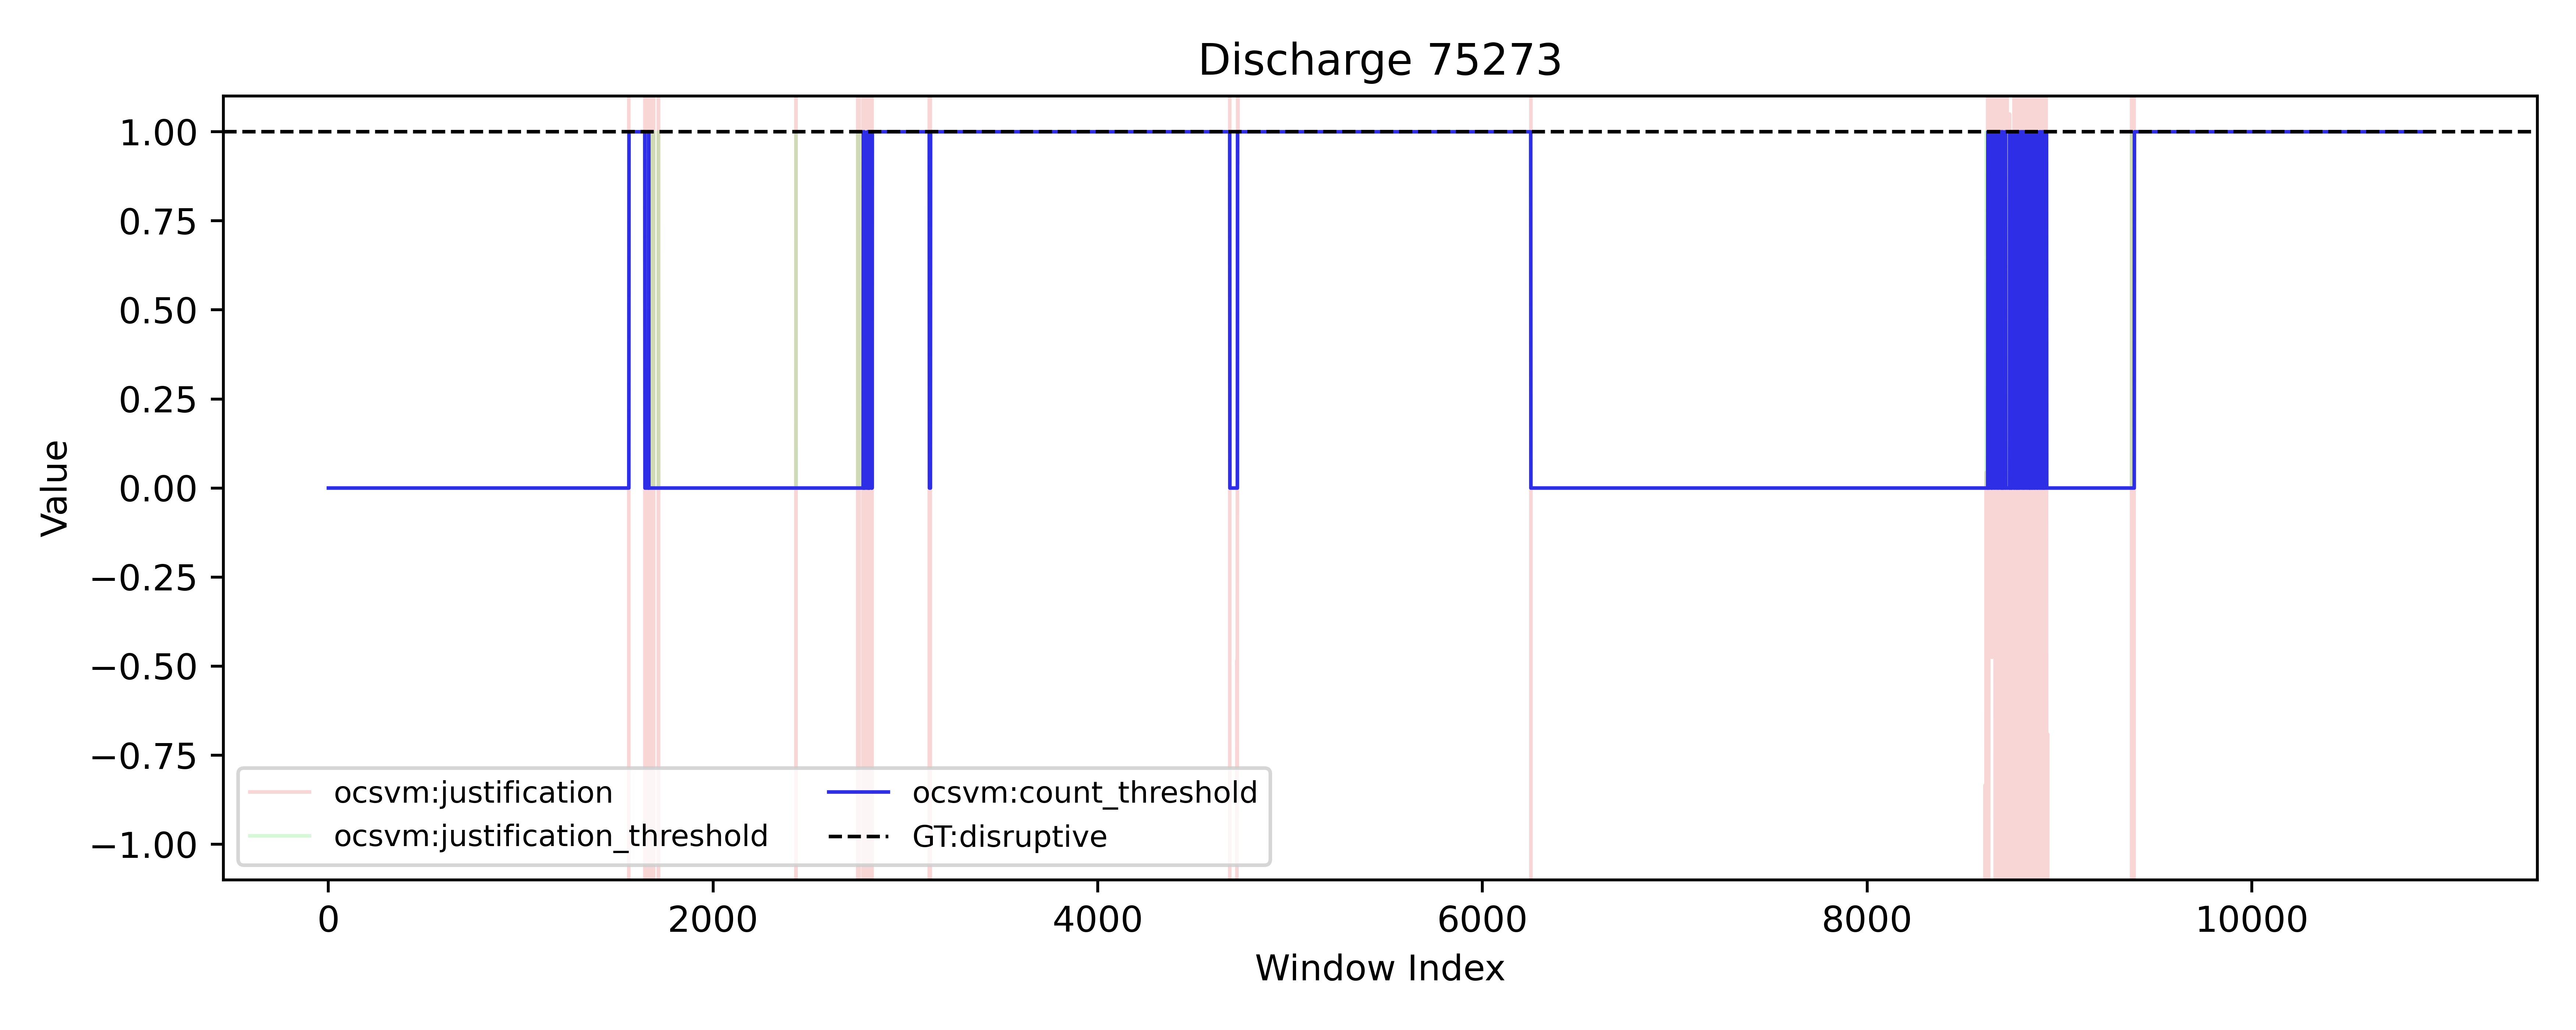 Discharge 75273
1.00
0.75
0.50
0.25
0.00
−0.25
−0.50
−0.75
−1.00
Value
ocsvm:justification
ocsvm:justification_threshold
ocsvm:count_threshold
GT:disruptive
0 2000 4000 6000 8000 10000
Window Index